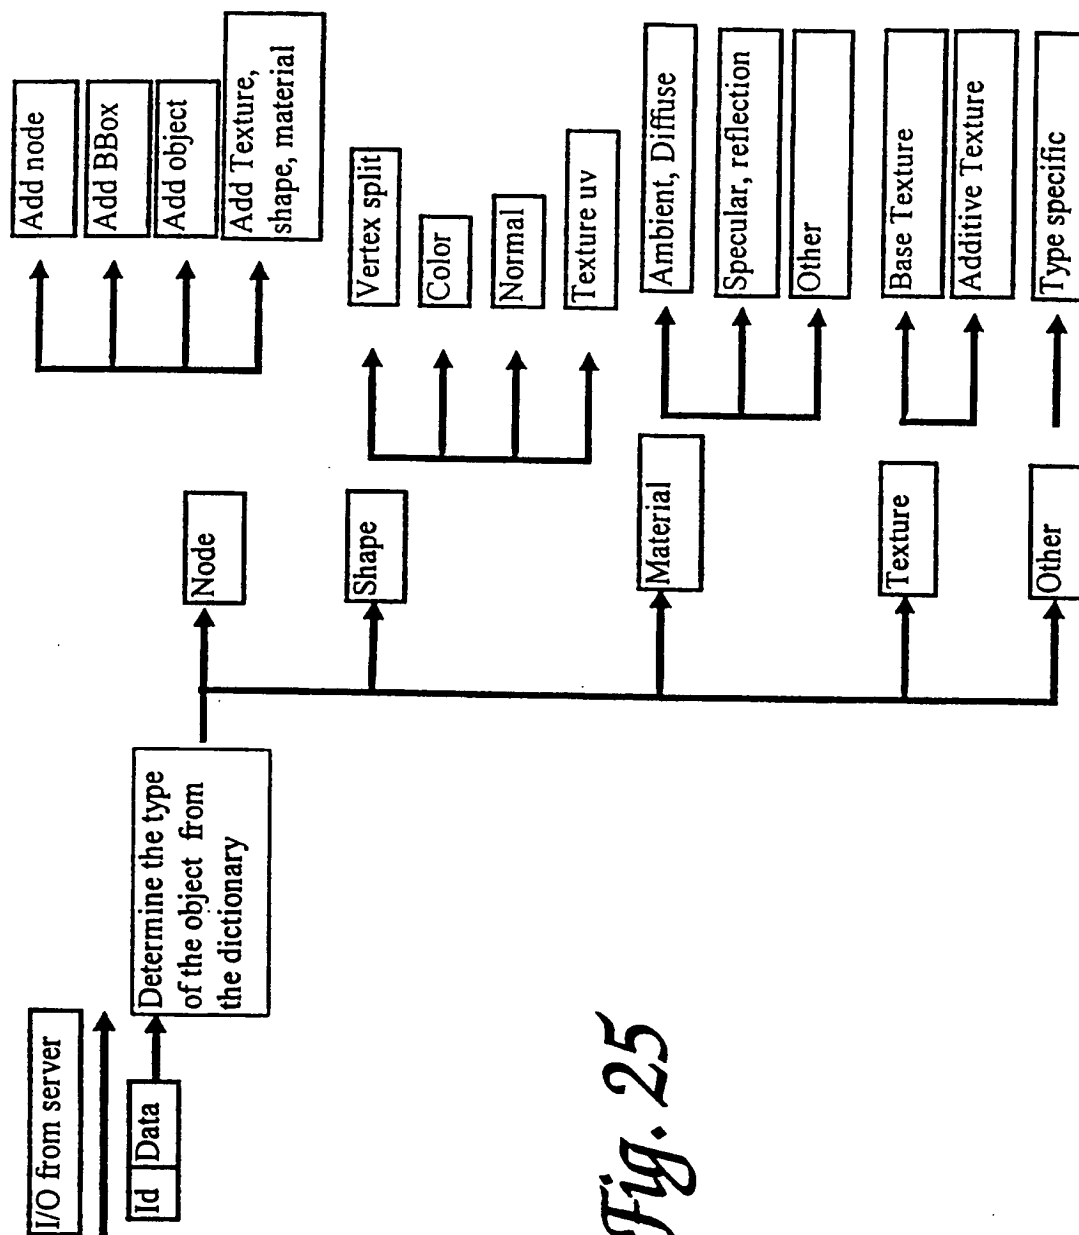 I/O from server
Id
Data
Determine the type
of the object from
the dictionary
Node
Add node
Add BBox
Add object
Add Texture,
shape, material
Shape
Vertex split
Color
Normal
Texture uv
Material
Ambient, Diffuse
Specular, reflection
Other
Texture
Base Texture
Additive Texture
Other
Type specific
Fig. 25